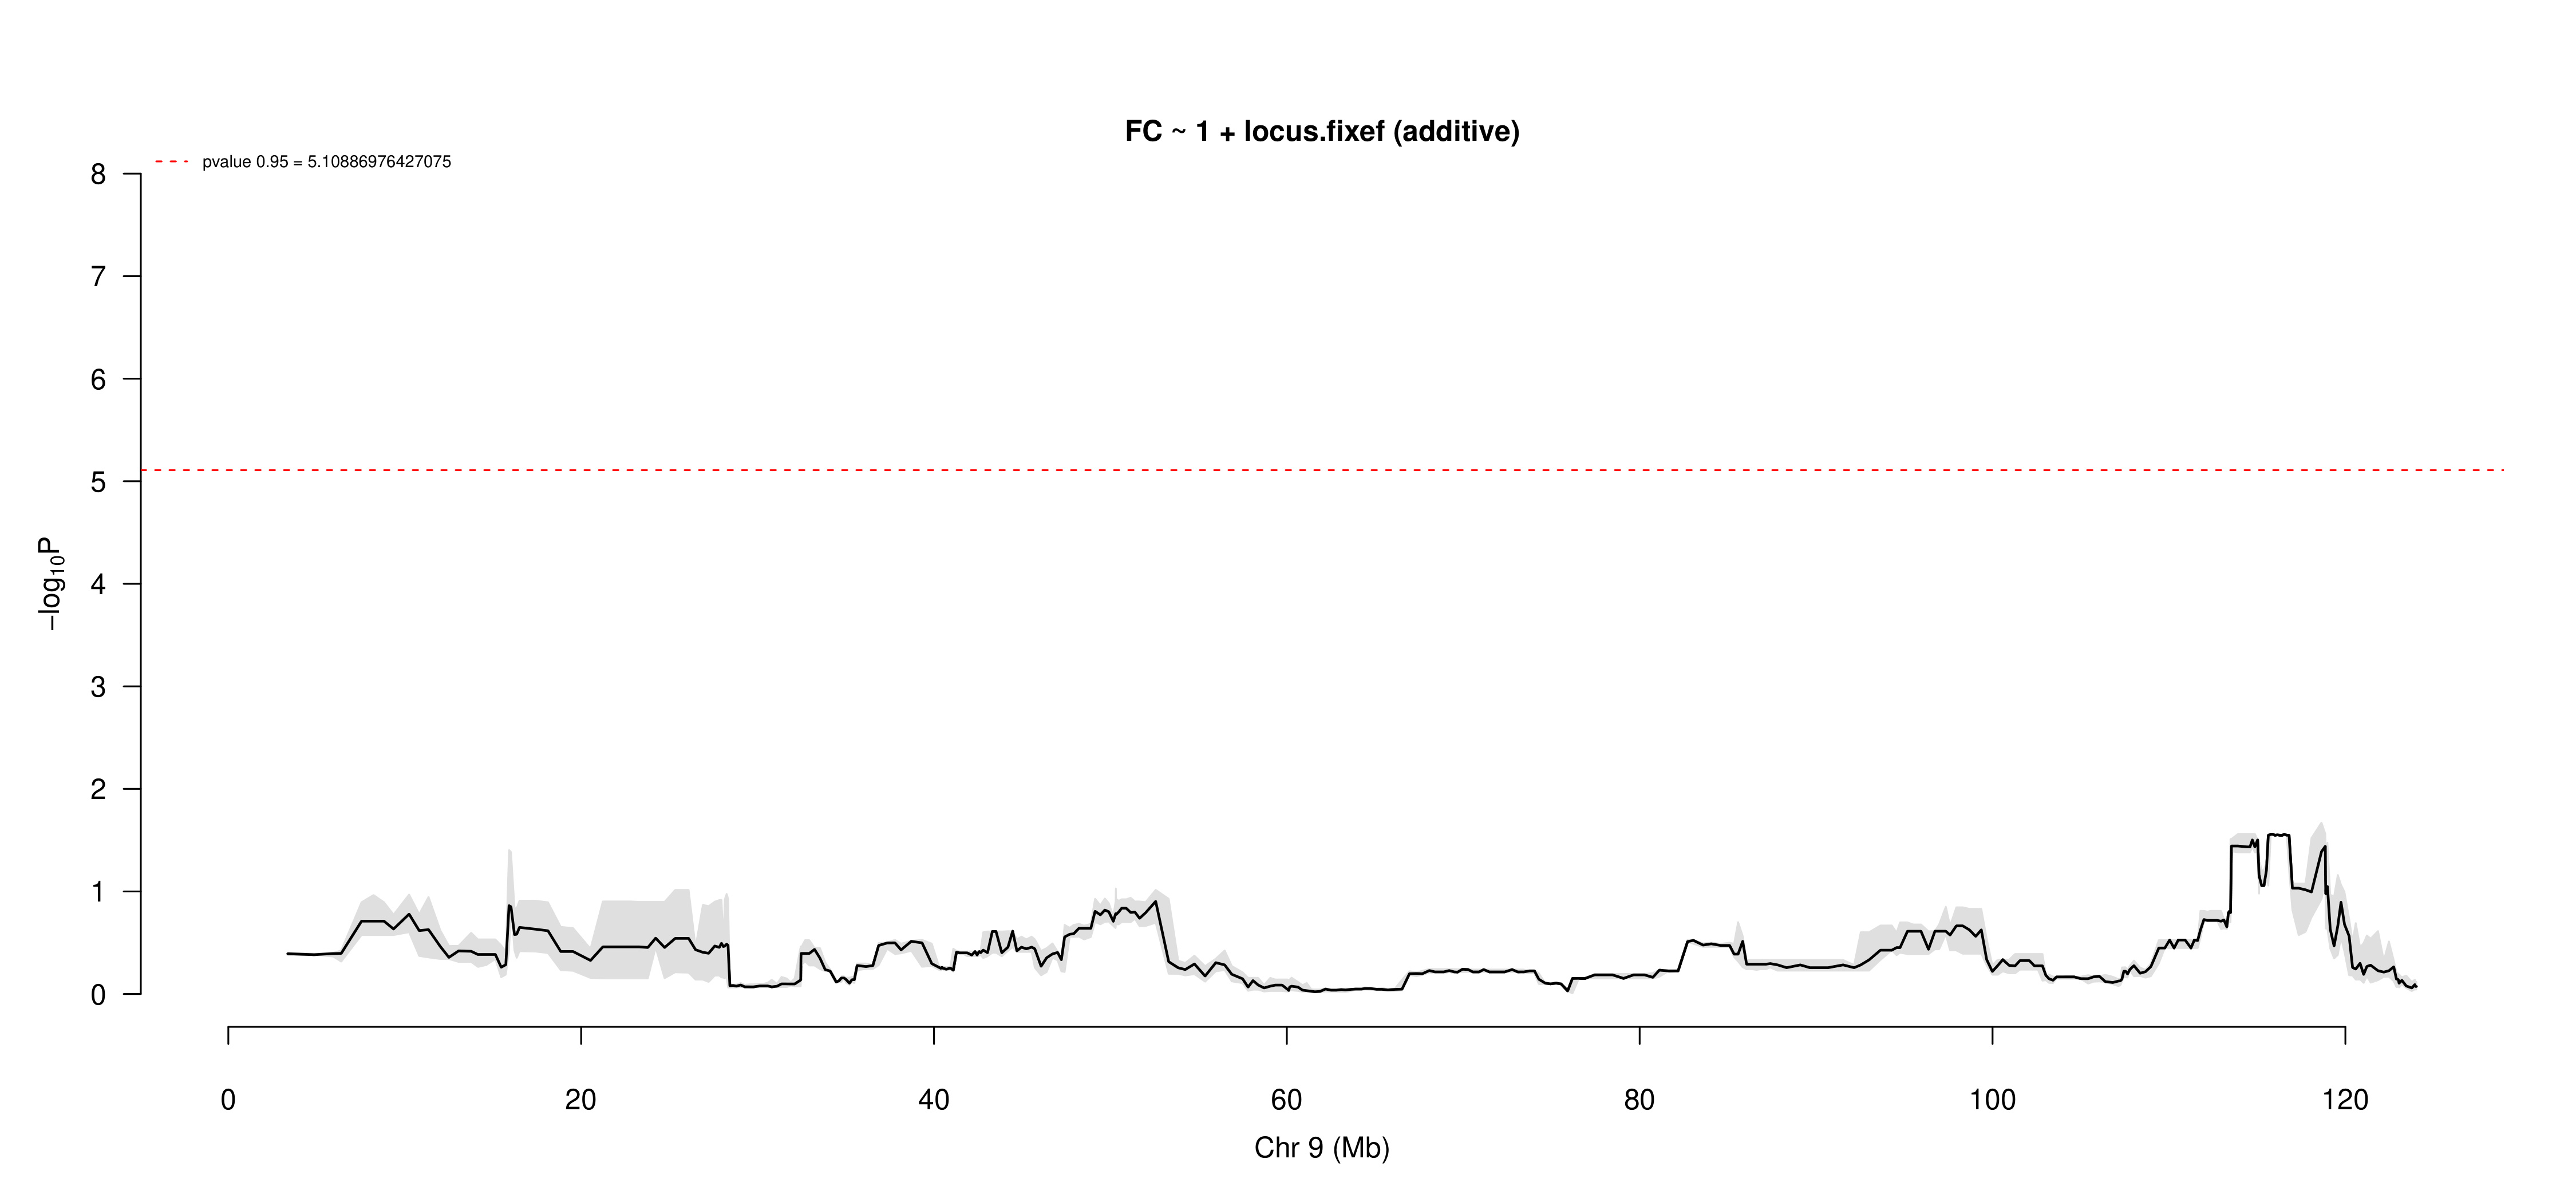 FC ~ 1 + locus.fixef (additive)
pvalue 0.95 = 5.10886976427075
8
7
6
5
4
3
2
1
0
−log10P
0 20 40 60 80 100 120
Chr 9 (Mb)